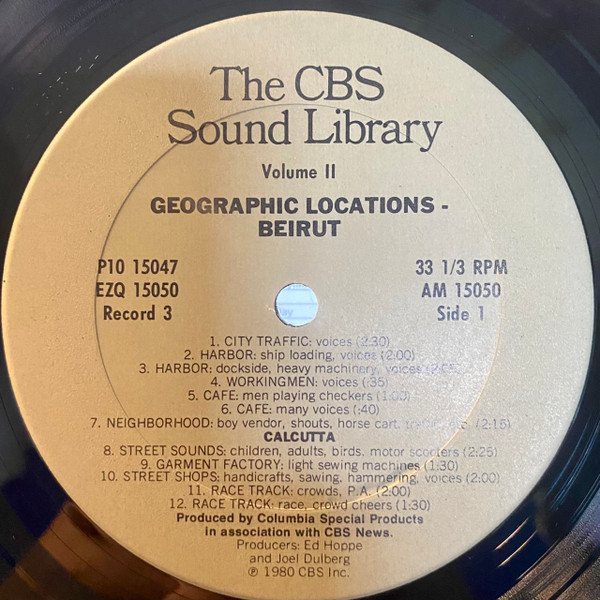 The CBS
Sound Library
Volume II
GEOGRAPHIC LOCATIONS -
BEIRUT
P10 15047
EZQ 15050
Record 3
33 1/3 RPM
AM 15050
Side 1
1. CITY TRAFFIC: voices (2:30)
2. HARBOR: ship loading, voices (2:00)
3. HARBOR: dockside, heavy machinery, voices
4. WORKINGMEN: voices (:35)
5. CAFE: men playing checkers (1:00)
6. CAFE: many voices (:40)
7. NEIGHBORHOOD: boy vendor, shouts, horse cart, traffic, etc. (2:15)
CALCUTTA
8. STREET SOUNDS: children, adults, birds, motor scooters (2:25)
9. GARMENT FACTORY: light sewing machines (1:30)
10. STREET SHOPS: handicrafts, sawing, hammering, voices (2:00)
11. RACE TRACK: crowds, P.A. (2:00)
12. RACE TRACK: race, crowd cheers (1:30)
Produced by Columbia Special Products
in association with CBS News.
Producers: Ed Hoppe
and Joel Dulberg
℗ 1980 CBS Inc.